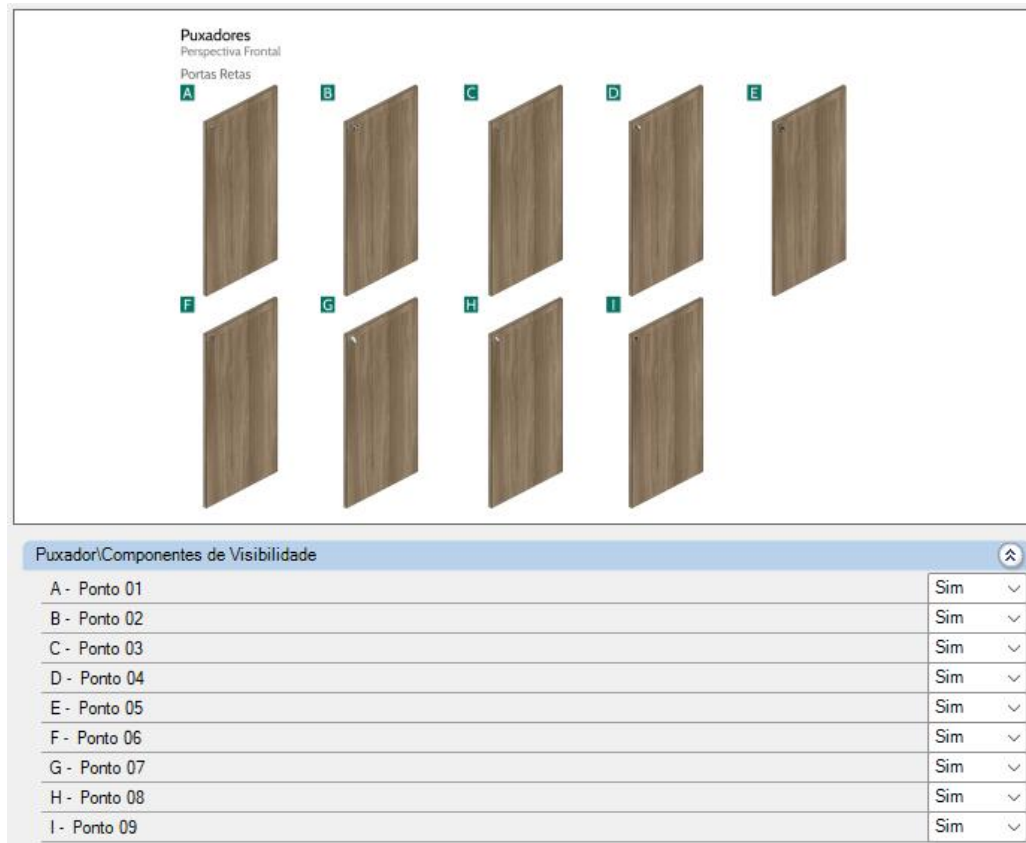 Puxadores
Perspectiva Frontal
Portas Retas
A B C D E
F G H I
Puxador\Componentes de Visibilidade
A - Ponto 01 Sim
B - Ponto 02 Sim
C - Ponto 03 Sim
D - Ponto 04 Sim
E - Ponto 05 Sim
F - Ponto 06 Sim
G - Ponto 07 Sim
H - Ponto 08 Sim
I - Ponto 09 Sim